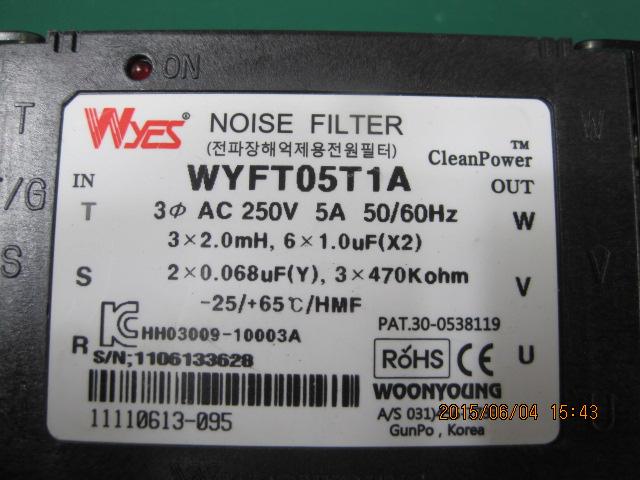 ON
WYES® NOISE FILTER
(전파장해억제용전원필터)
CleanPower™
IN WYFT05T1A OUT
T 3Φ AC 250V 5A 50/60Hz W
3×2.0mH, 6×1.0uF(X2)
S 2×0.068uF(Y), 3×470Kohm V
-25/+65℃/HMF
HH03009-10003A PAT.30-0538119
R S/N;1106133628 RoHS CE U
WOONYOUNG
11110613-095 A/S 031)
GunPo , Korea
2015/06/04 15:43
T
/G
S
W
V
U